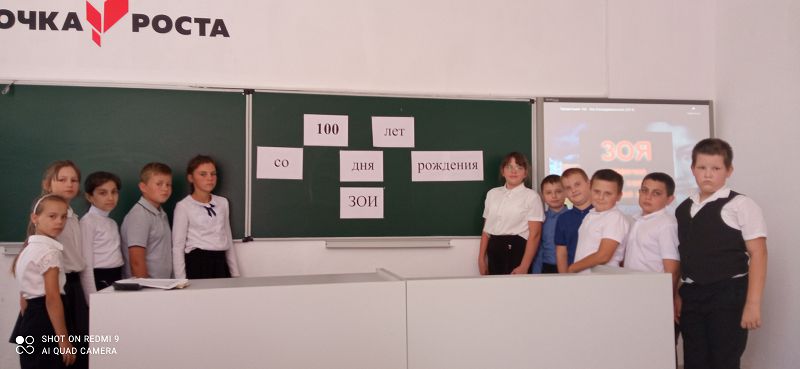 ОЧКА РОСТА
100 лет
со дня рождения
ЗОИ
ЗОЯ
SHOT ON REDMI 9
AI QUAD CAMERA